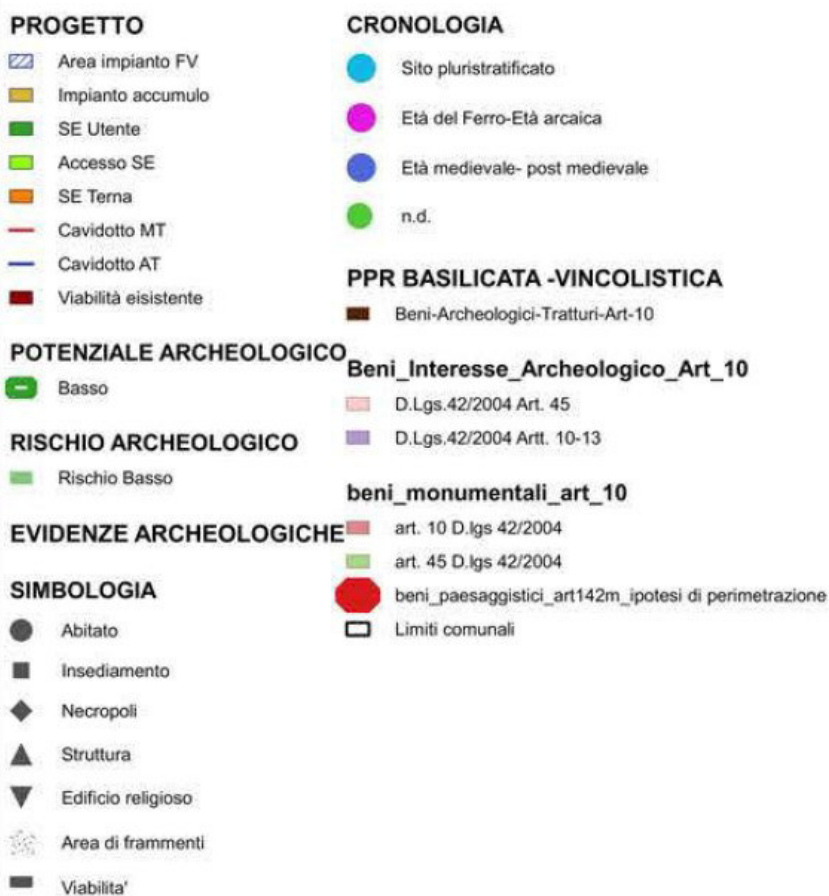 PROGETTO
Area impianto FV
Impianto accumulo
SE Utente
Accesso SE
SE Terna
Cavidotto MT
Cavidotto AT
Viabilità eisistente
POTENZIALE ARCHEOLOGICO
Basso
RISCHIO ARCHEOLOGICO
Rischio Basso
EVIDENZE ARCHEOLOGICHE
SIMBOLOGIA
Abitato
Insediamento
Necropoli
Struttura
Edificio religioso
Area di frammenti
Viabilita'
CRONOLOGIA
Sito pluristratificato
Età del Ferro-Età arcaica
Età medievale- post medievale
n.d.
PPR BASILICATA -VINCOLISTICA
Beni-Archeologici-Tratturi-Art-10
Beni_Interesse_Archeologico_Art_10
D.Lgs.42/2004 Art. 45
D.Lgs.42/2004 Artt. 10-13
beni_monumentali_art_10
art. 10 D.lgs 42/2004
art. 45 D.lgs 42/2004
beni_paesaggistici_art142m_ipotesi di perimetrazione
Limiti comunali